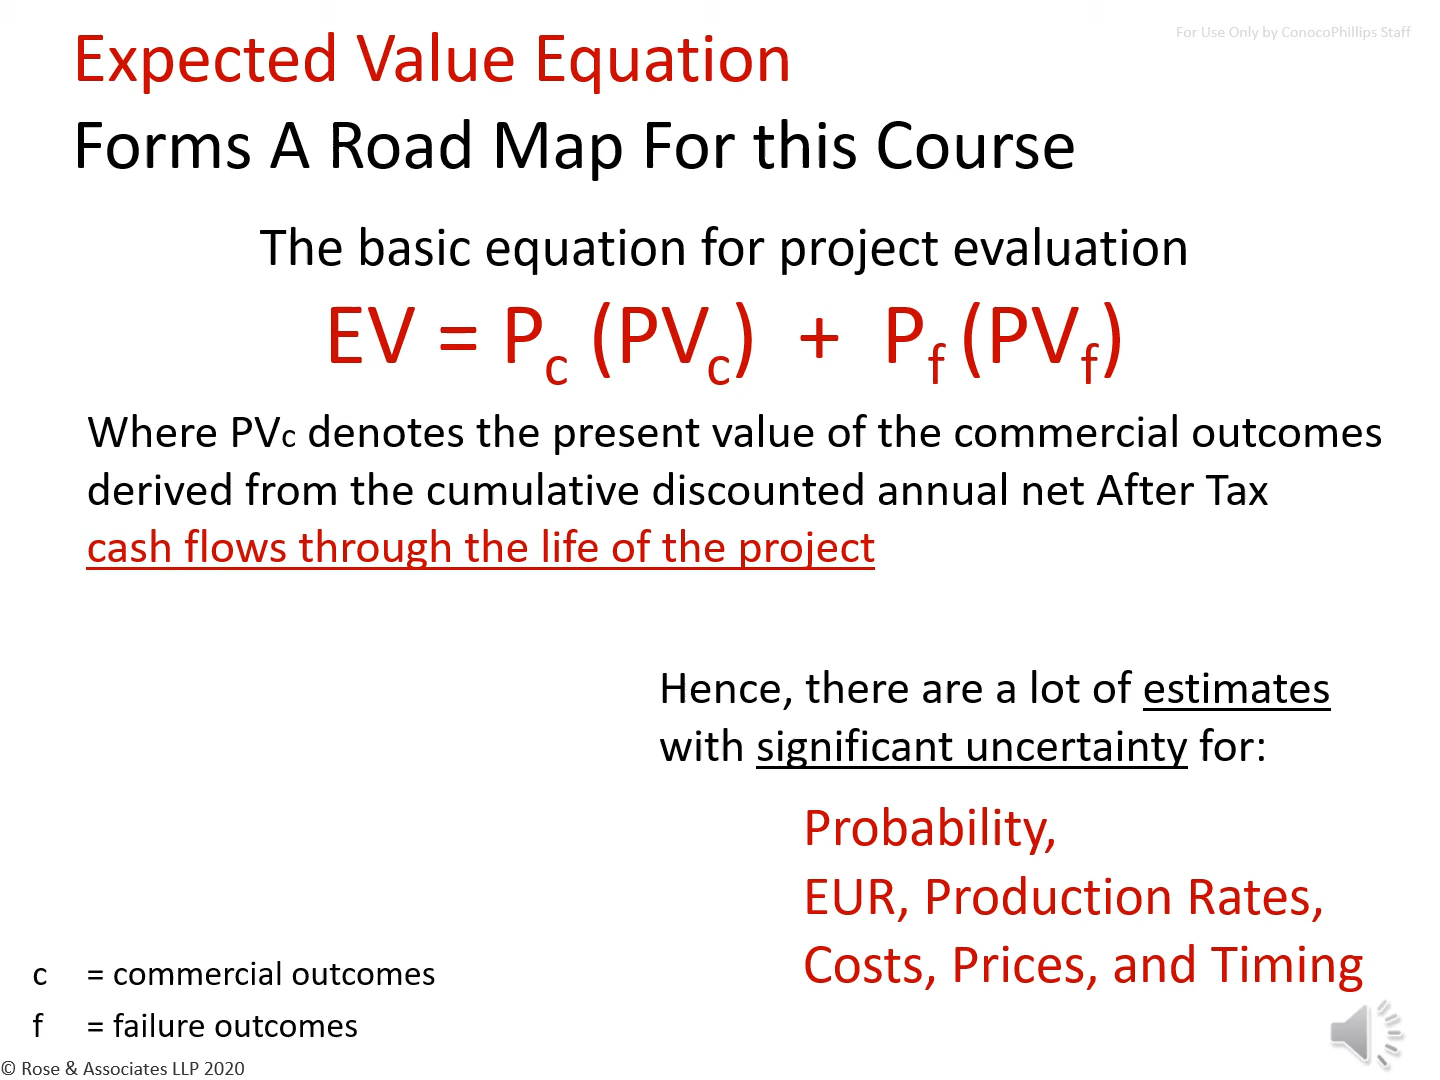 For Use Only by ConocoPhillips Staff
Expected Value Equation
Forms A Road Map For this Course
The basic equation for project evaluation
EV = Pc (PVc) + Pf (PVf)
Where PVc denotes the present value of the commercial outcomes
derived from the cumulative discounted annual net After Tax
cash flows through the life of the project
Hence, there are a lot of estimates
with significant uncertainty for:
Probability,
EUR, Production Rates,
Costs, Prices, and Timing
c = commercial outcomes
f = failure outcomes
© Rose & Associates LLP 2020